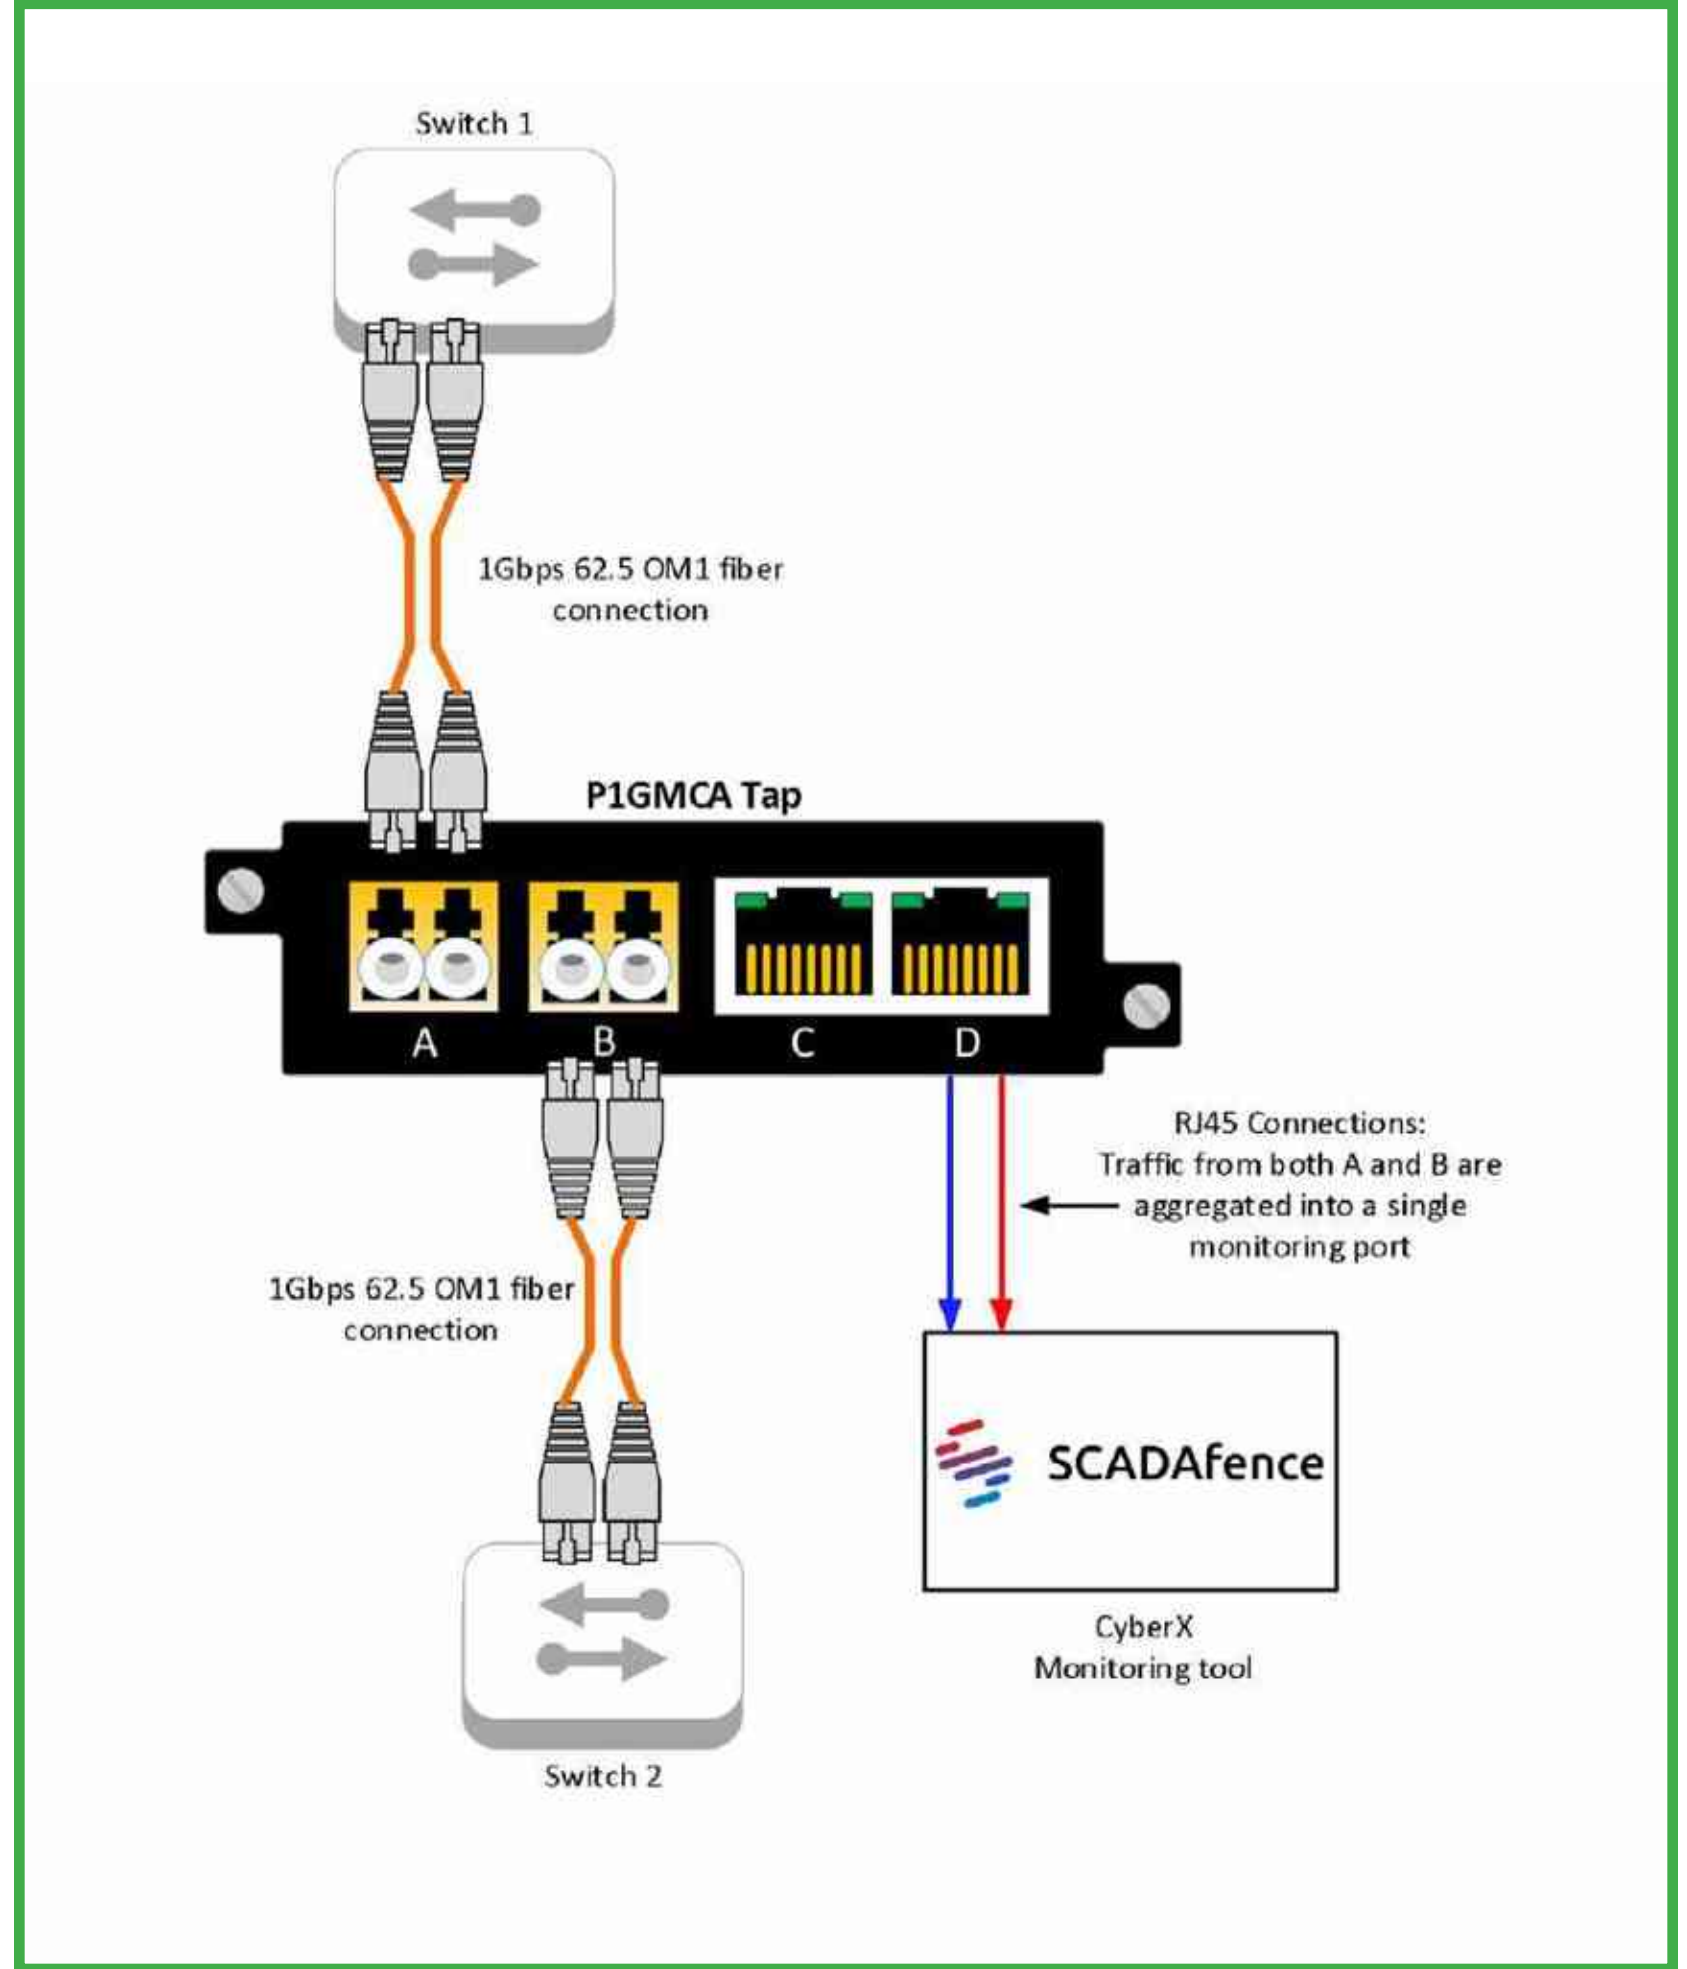 Switch 1
1Gbps 62.5 OM1 fiber
connection
P1GMCA Tap
A
B
C
D
RJ45 Connections:
Traffic from both A and B are
aggregated into a single
monitoring port
1Gbps 62.5 OM1 fiber
connection
SCADAfence
CyberX
Monitoring tool
Switch 2